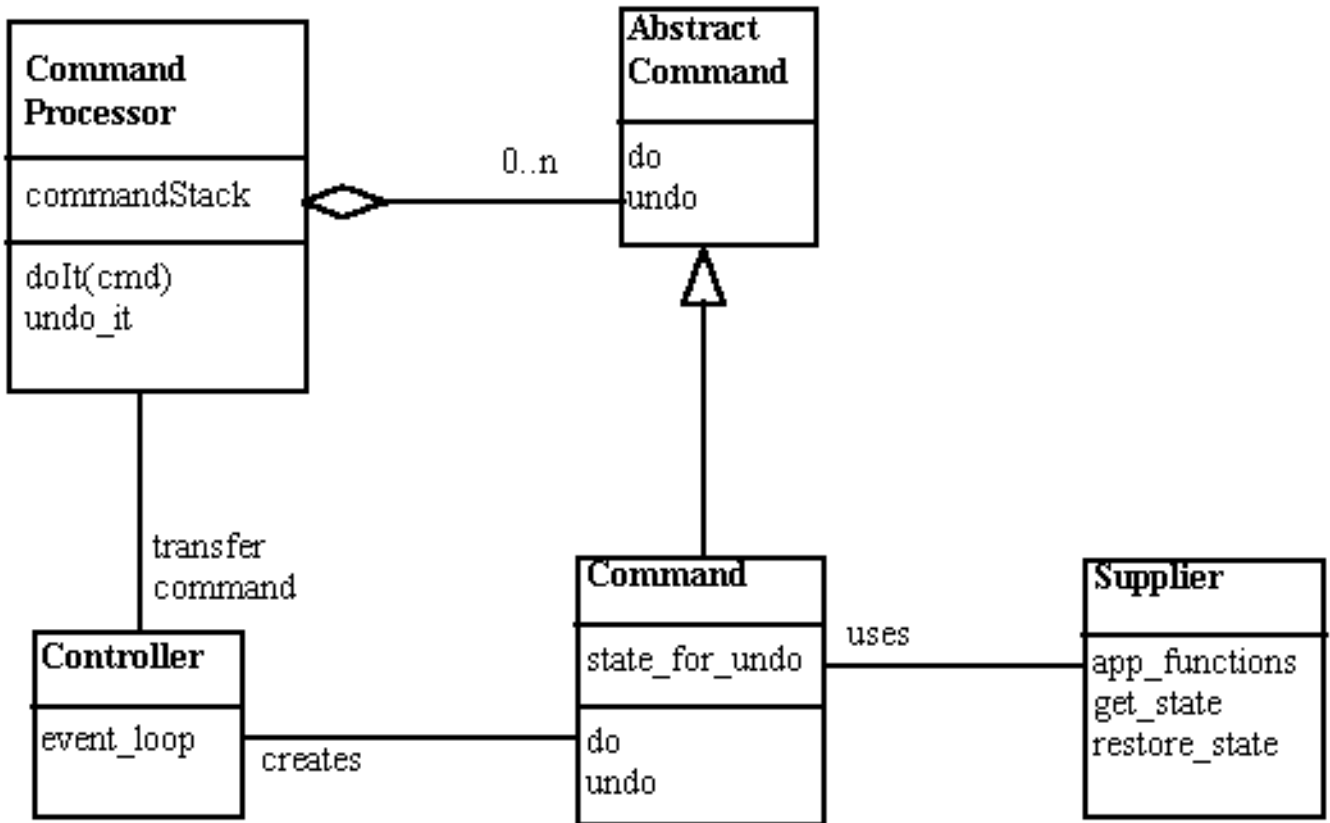 Command
Processor
commandStack
doIt(cmd)
undo_it
0..n
Abstract
Command
do
undo
transfer
command
Controller
event_loop
creates
Command
state_for_undo
do
undo
uses
Supplier
app_functions
get_state
restore_state